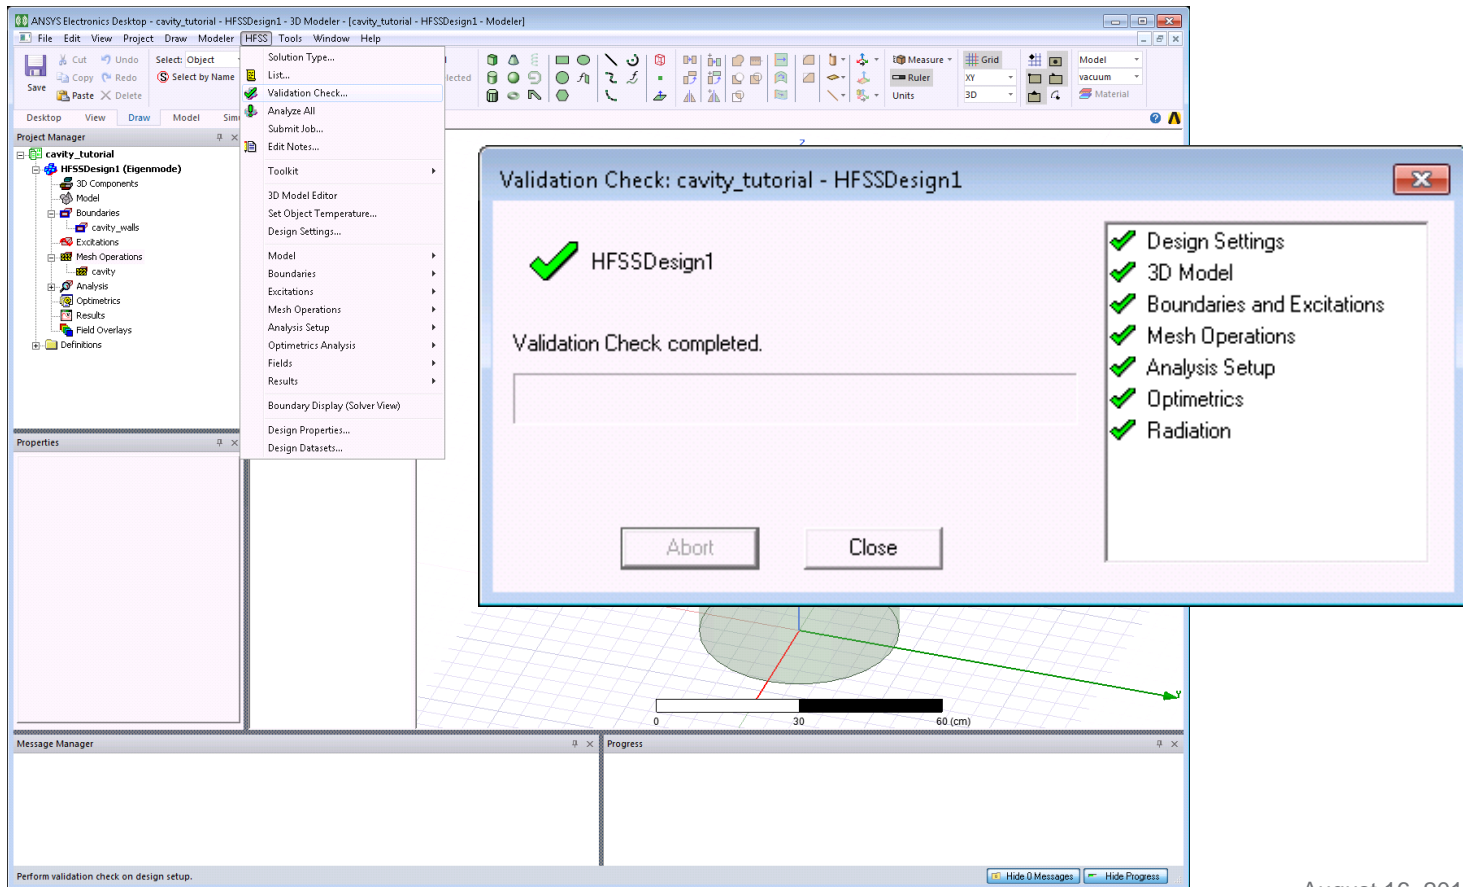 ANSYS Electronics Desktop - cavity_tutorial - HFSSDesign1 - 3D Modeler - [cavity_tutorial - HFSSDesign1 - Modeler]
File Edit View Project Draw Modeler HFSS Tools Window Help
Save
Cut Undo
Copy Redo
Paste Delete
Select: Object
Select by Name
lected
Measure
Ruler
Units
Grid
XY
3D
Model
vacuum
Material
Desktop View Draw Model Sim
Project Manager
cavity_tutorial
HFSSDesign1 (Eigenmode)
3D Components
Model
Boundaries
cavity_walls
Excitations
Mesh Operations
cavity
Analysis
Optimetrics
Results
Field Overlays
Definitions
Solution Type...
List...
Validation Check...
Analyze All
Submit Job...
Edit Notes...
Toolkit
3D Model Editor
Set Object Temperature...
Design Settings...
Model
Boundaries
Excitations
Mesh Operations
Analysis Setup
Optimetrics Analysis
Fields
Results
Boundary Display (Solver View)
Design Properties...
Design Datasets...
Z
Validation Check: cavity_tutorial - HFSSDesign1
HFSSDesign1
Validation Check completed.
Abort Close
Design Settings
3D Model
Boundaries and Excitations
Mesh Operations
Analysis Setup
Optimetrics
Radiation
Properties
Y
0 30 60 (cm)
Message Manager
Progress
Perform validation check on design setup.
Hide 0 Messages Hide Progress